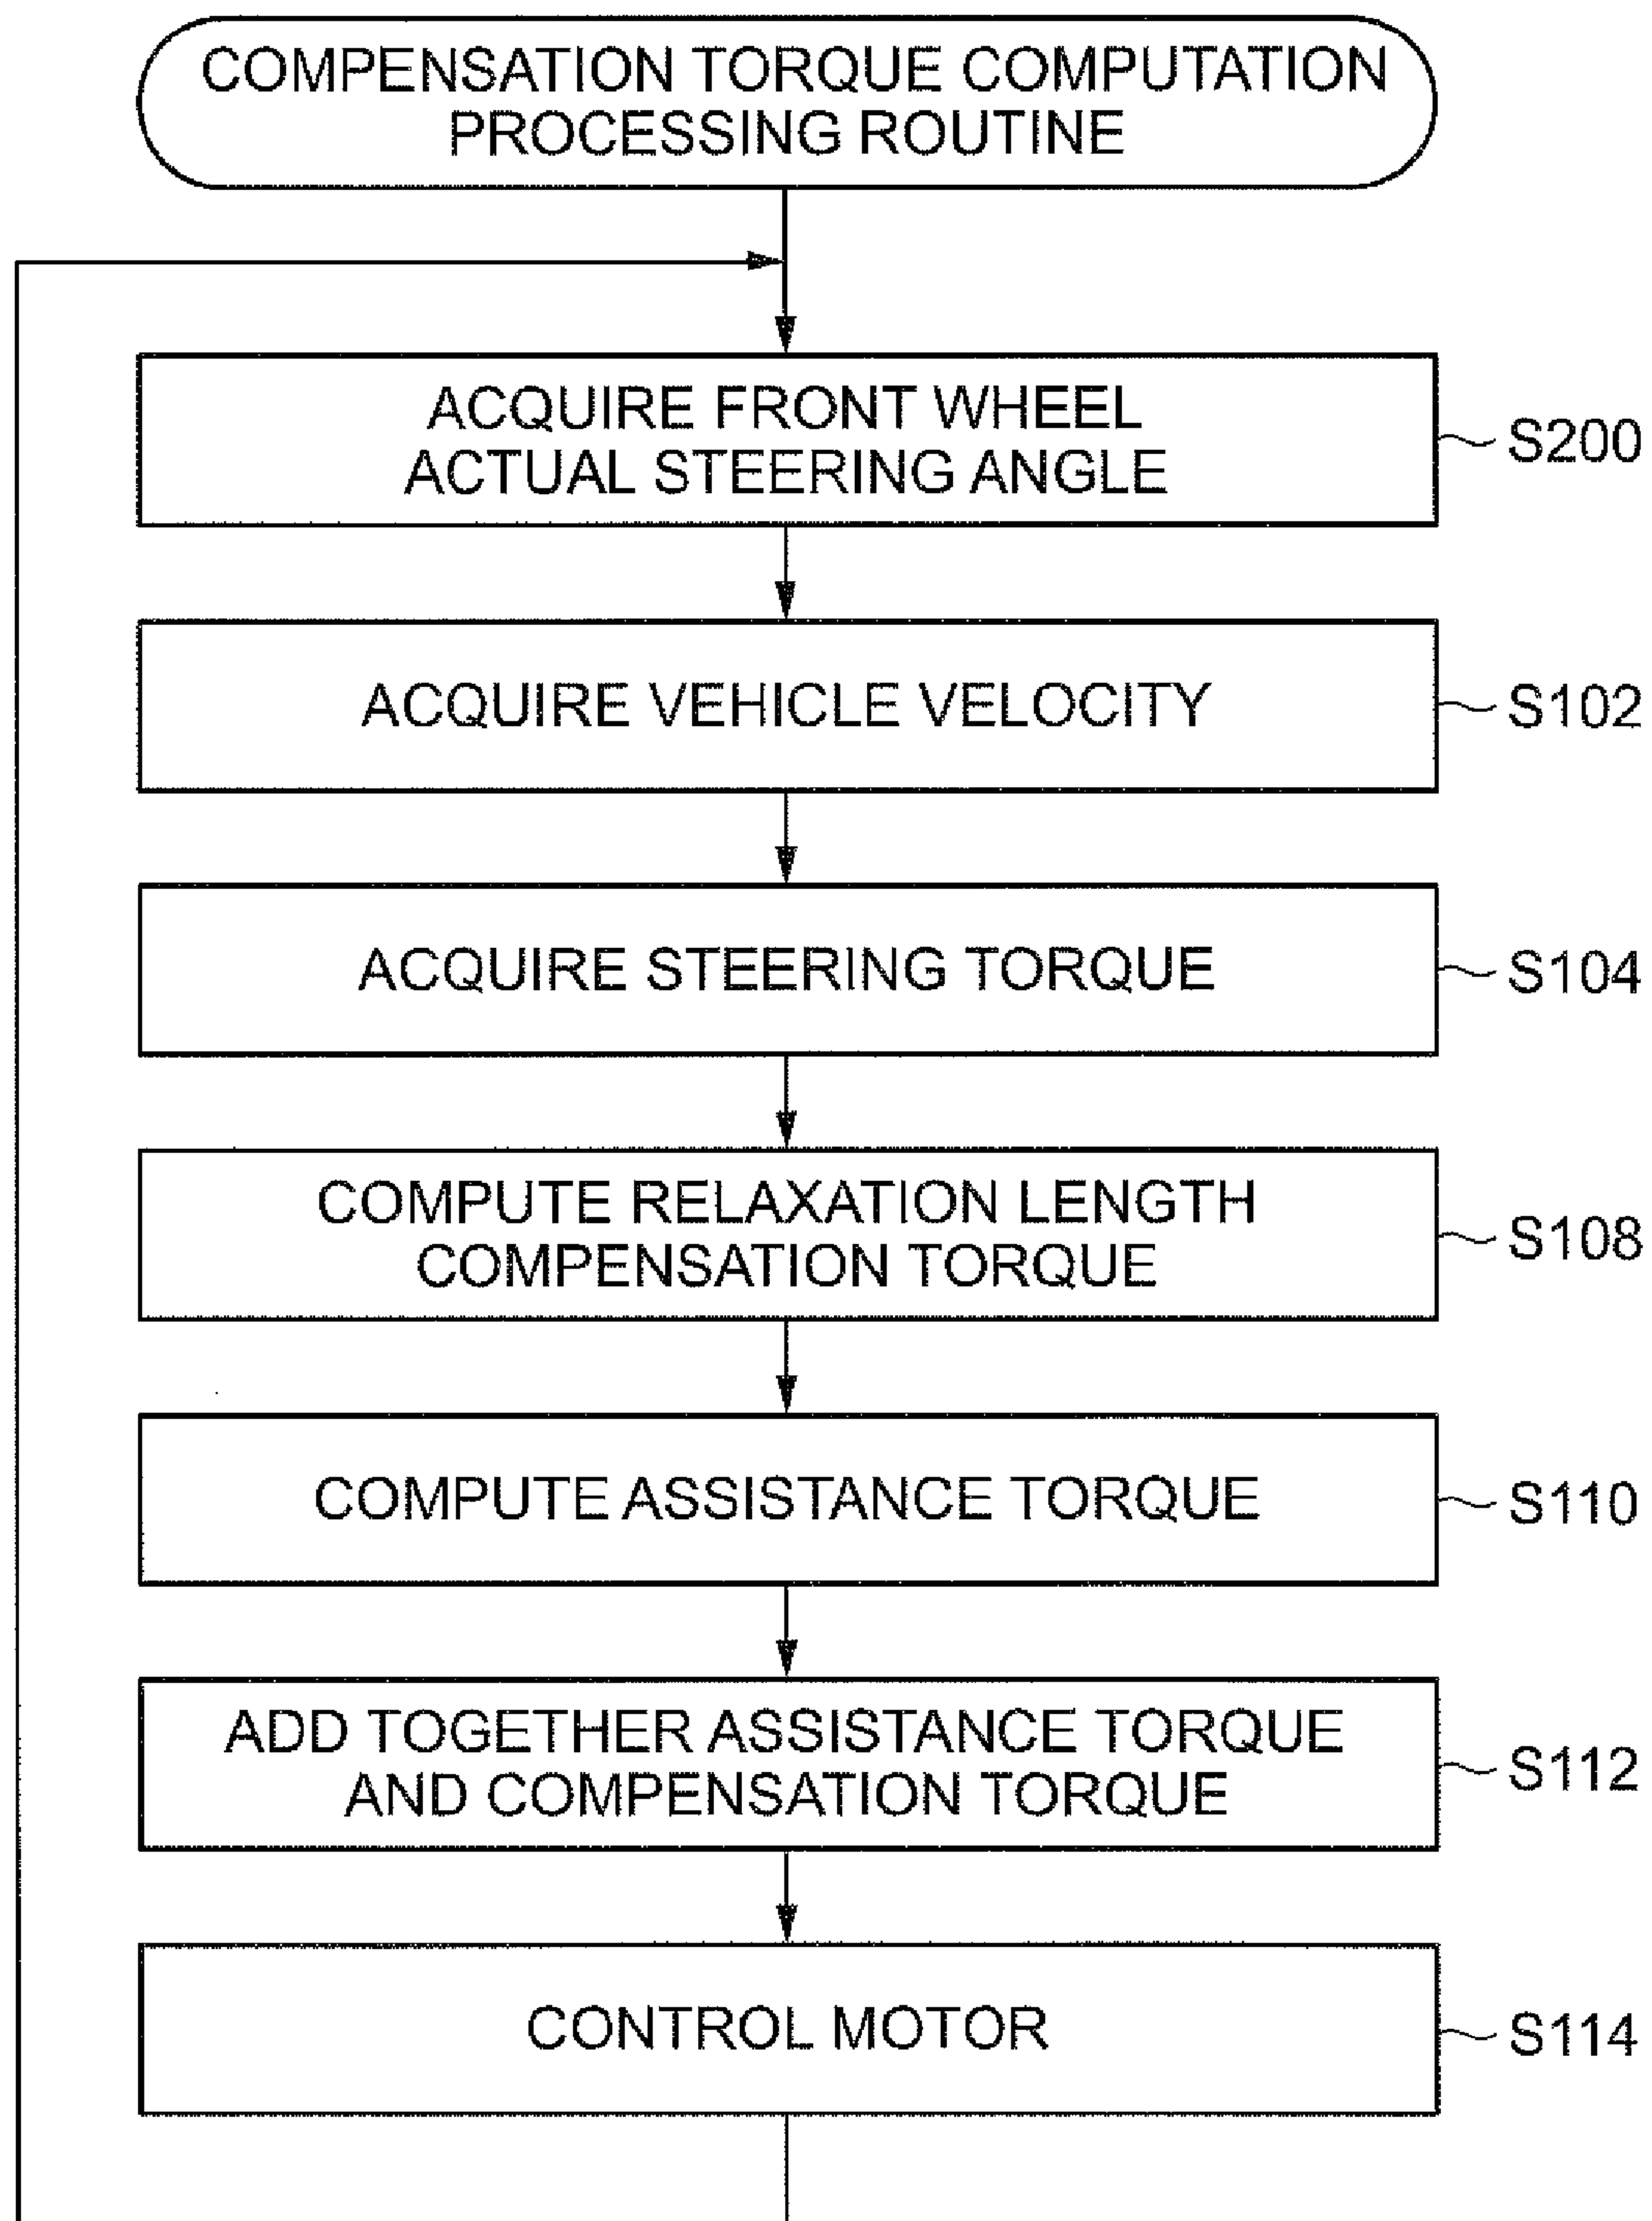 COMPENSATION TORQUE COMPUTATION
PROCESSING ROUTINE
ACQUIRE FRONT WHEEL
ACTUAL STEERING ANGLE
S200
ACQUIRE VEHICLE VELOCITY
S102
ACQUIRE STEERING TORQUE
S104
COMPUTE RELAXATION LENGTH
COMPENSATION TORQUE
S108
COMPUTE ASSISTANCE TORQUE
S110
ADD TOGETHER ASSISTANCE TORQUE
AND COMPENSATION TORQUE
S112
CONTROL MOTOR
S114